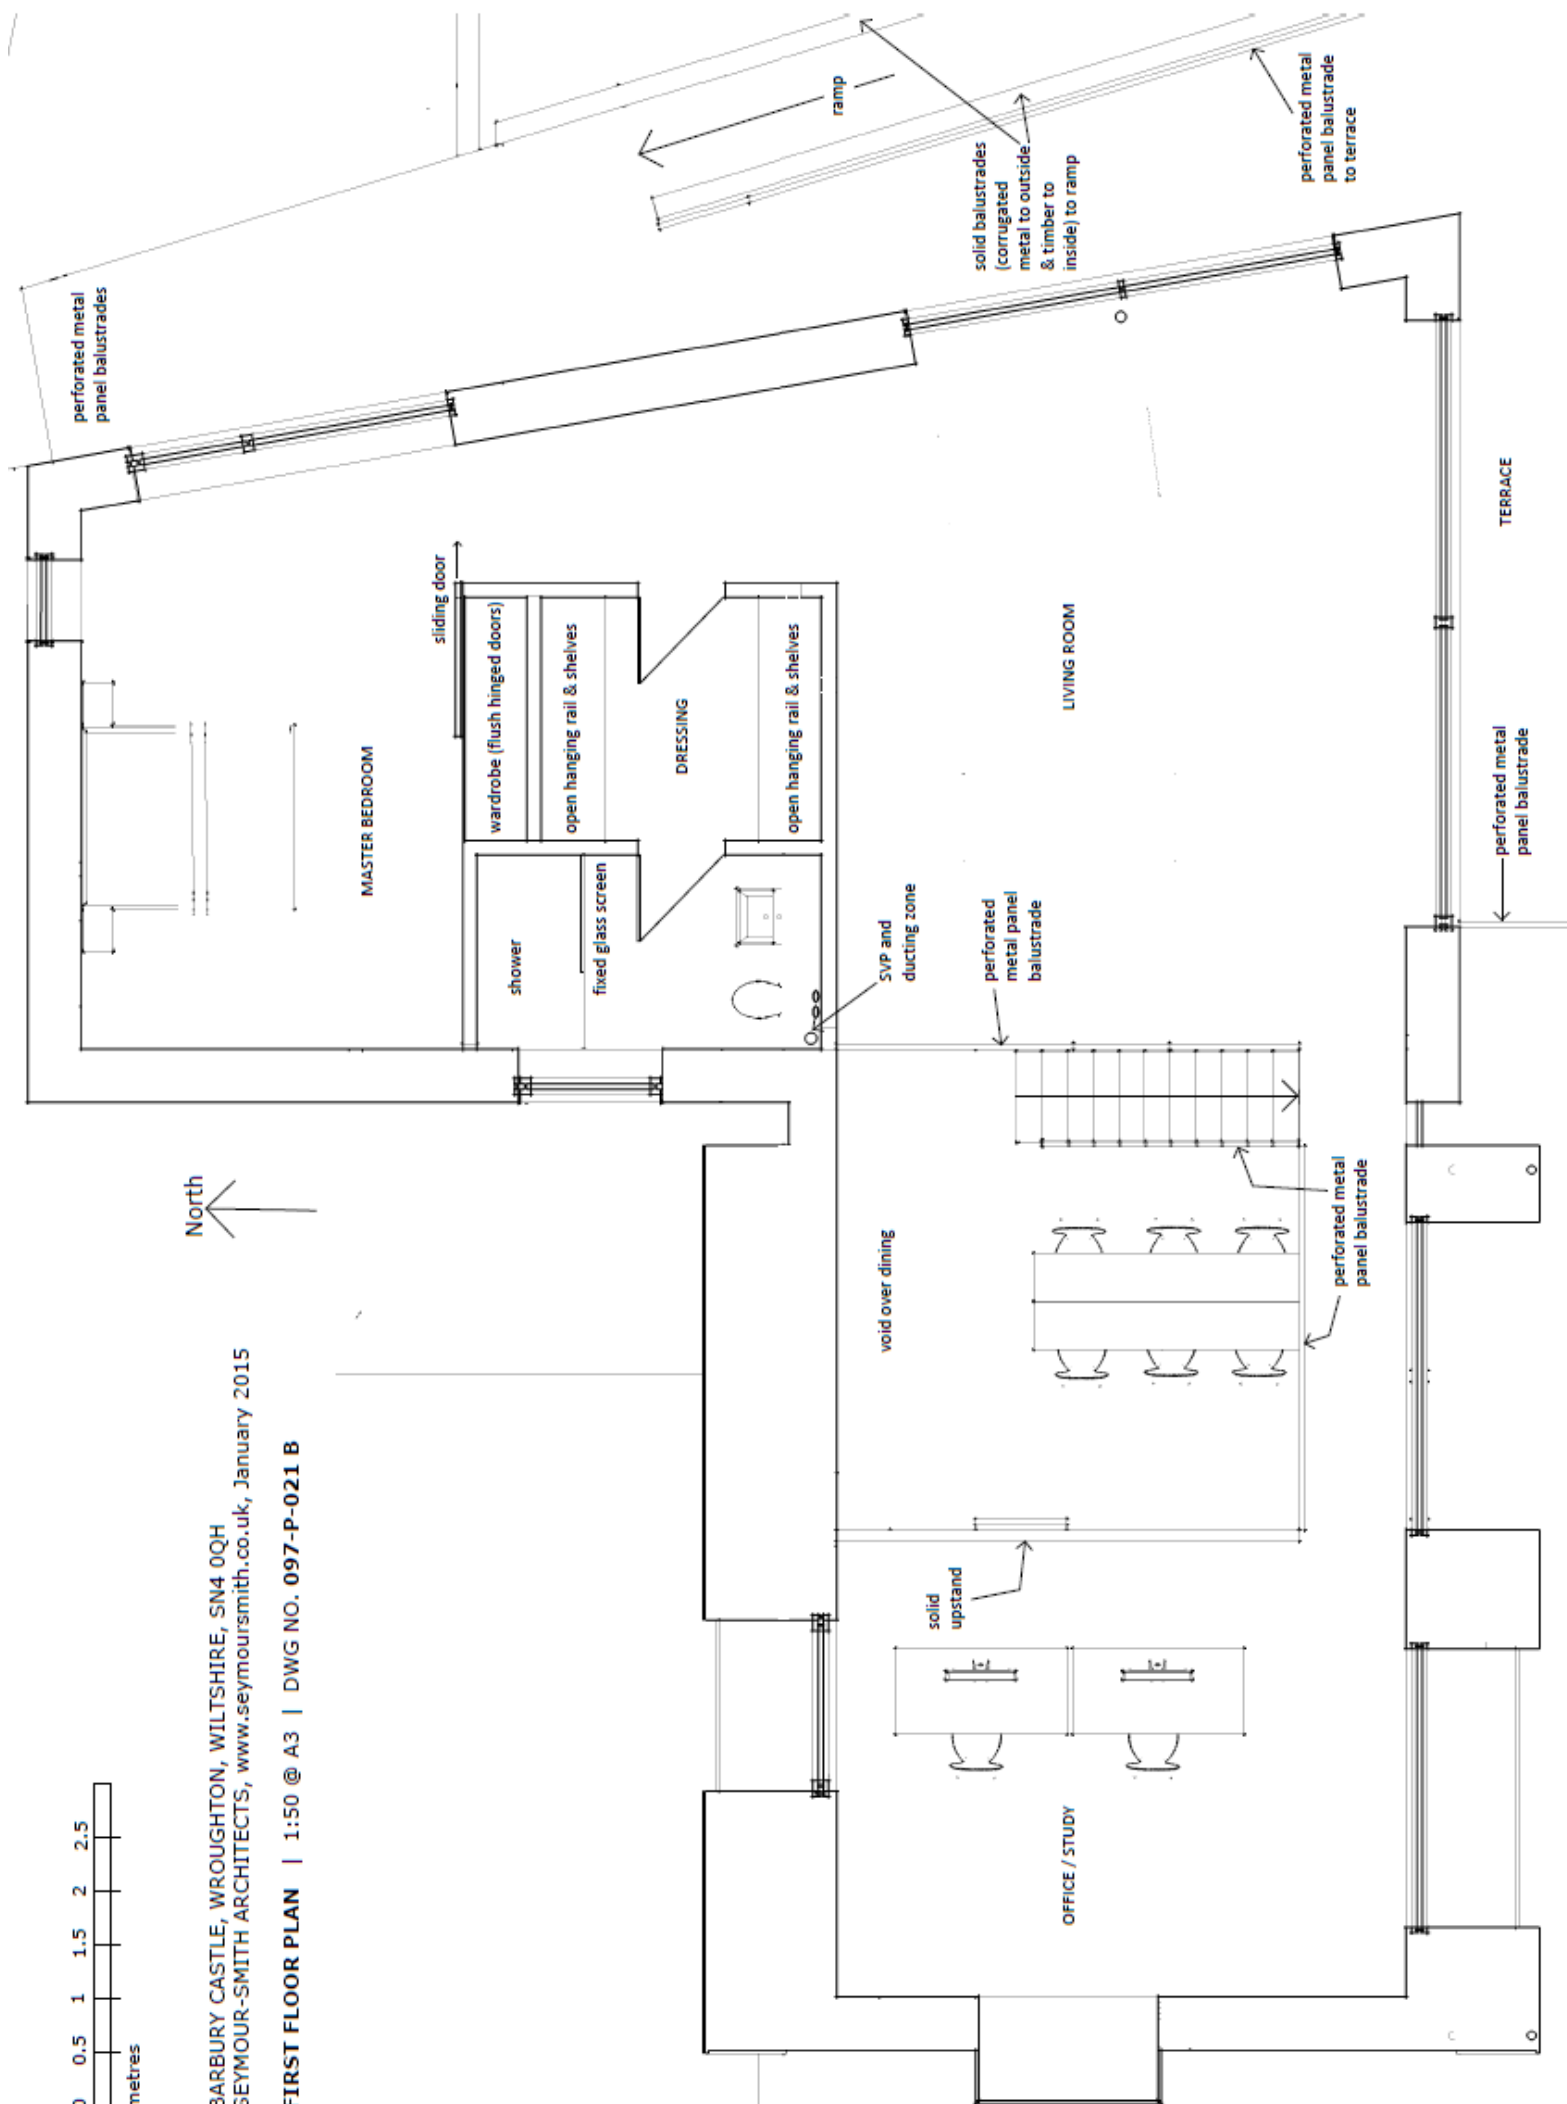 0 0.5 1 1.5 2 2.5
metres
BARBURY CASTLE, WROUGHTON, WILTSHIRE, SN4 0QH
SEYMOUR-SMITH ARCHITECTS, www.seymoursmith.co.uk, January 2015
FIRST FLOOR PLAN | 1:50 @ A3 | DWG NO. 097-P-021 B
North
perforated metal
panel balustrades
MASTER BEDROOM
sliding door
wardrobe (flush hinged doors)
open hanging rail & shelves
DRESSING
open hanging rail & shelves
shower
fixed glass screen
SVP and
ducting zone
ramp
solid balustrades
(corrugated
metal to outside
& timber to
inside) to ramp
perforated metal
panel balustrade
to terrace
perforated
metal panel
balustrade
void over dining
solid
upstand
OFFICE / STUDY
LIVING ROOM
perforated metal
panel balustrade
TERRACE
perforated metal
panel balustrade